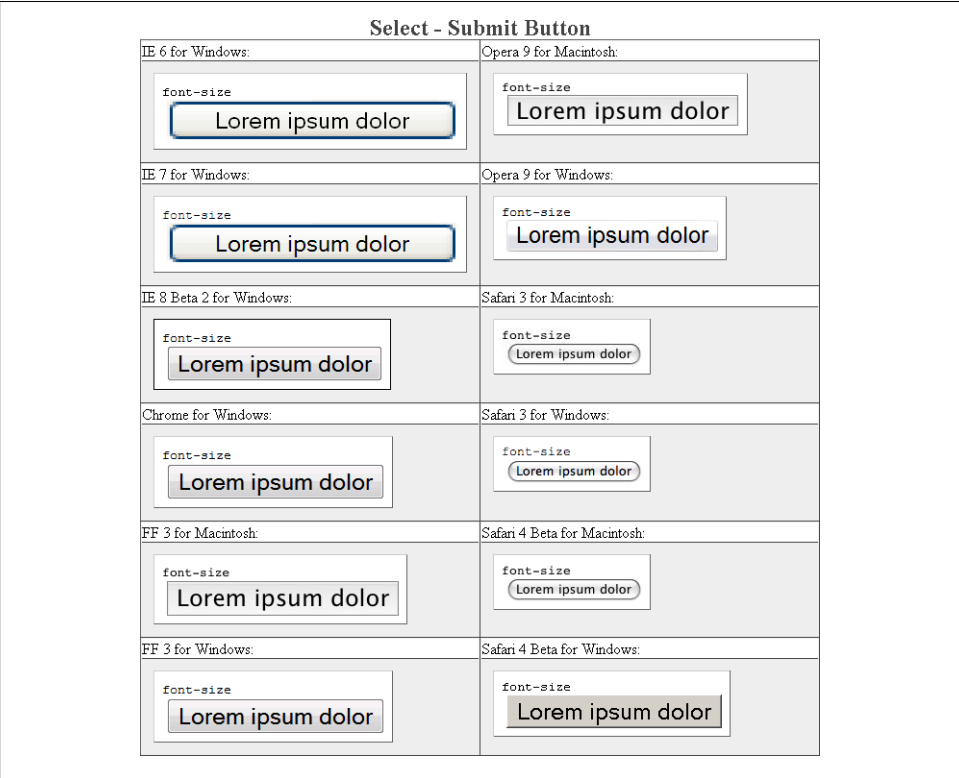 Select - Submit Button
IE 6 for Windows:
font-size
Lorem ipsum dolor
Opera 9 for Macintosh:
font-size
Lorem ipsum dolor
IE 7 for Windows:
font-size
Lorem ipsum dolor
Opera 9 for Windows:
font-size
Lorem ipsum dolor
IE 8 Beta 2 for Windows:
font-size
Lorem ipsum dolor
Safari 3 for Macintosh:
font-size
Lorem ipsum dolor
Chrome for Windows:
font-size
Lorem ipsum dolor
Safari 3 for Windows:
font-size
Lorem ipsum dolor
FF 3 for Macintosh:
font-size
Lorem ipsum dolor
Safari 4 Beta for Macintosh:
font-size
Lorem ipsum dolor
FF 3 for Windows:
font-size
Lorem ipsum dolor
Safari 4 Beta for Windows:
font-size
Lorem ipsum dolor